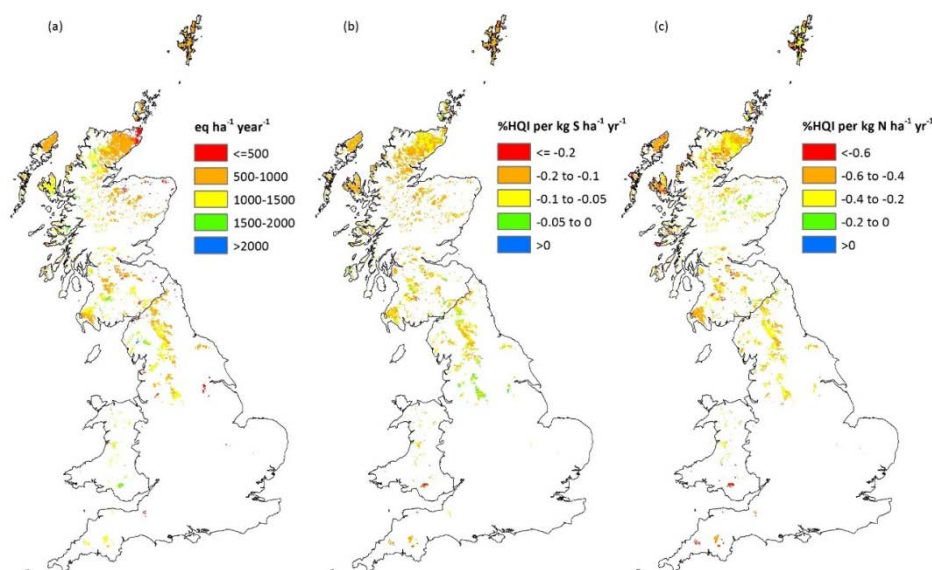 (a)
eq ha⁻¹ year⁻¹
<=500
500-1000
1000-1500
1500-2000
>2000
(b)
%HQI per kg S ha⁻¹ yr⁻¹
<= -0.2
-0.2 to -0.1
-0.1 to -0.05
-0.05 to 0
>0
(c)
%HQI per kg N ha⁻¹ yr⁻¹
<-0.6
-0.6 to -0.4
-0.4 to -0.2
-0.2 to 0
>0